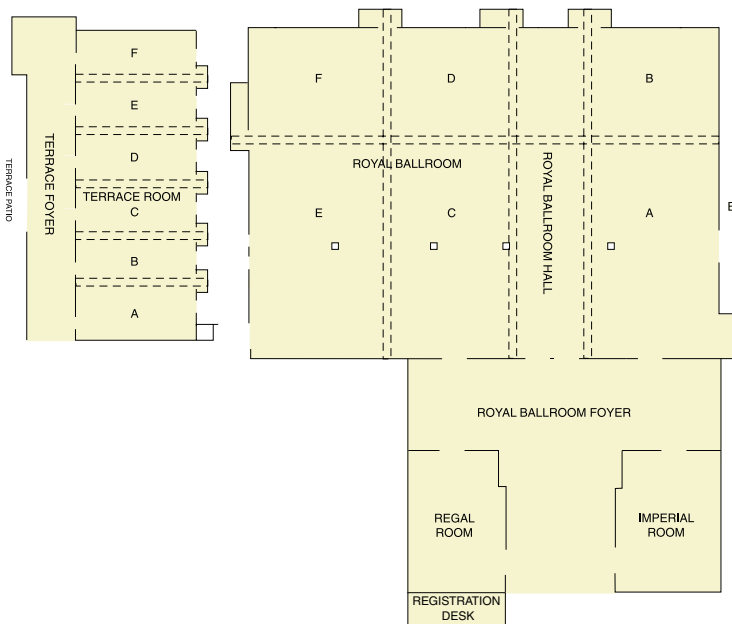 F
E
D
TERRACE ROOM
C
B
A
TERRACE FOYER
TERRACE PATIO
F
D
B
ROYAL BALLROOM
ROYAL BALLROOM HALL
E
C
A
ROYAL BALLROOM FOYER
REGAL
ROOM
IMPERIAL
ROOM
REGISTRATION
DESK